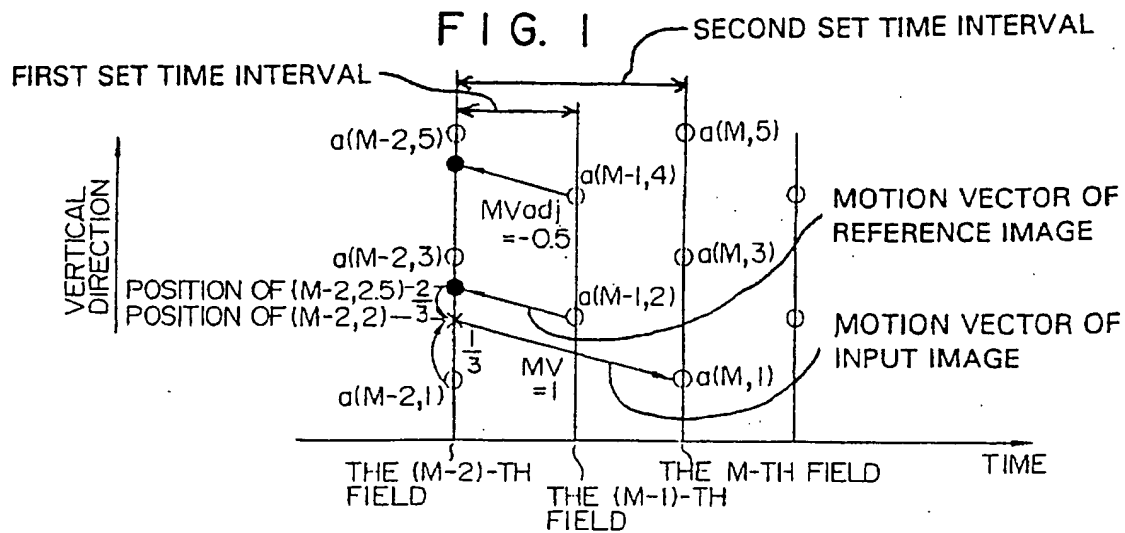 FIG. 1
SECOND SET TIME INTERVAL
FIRST SET TIME INTERVAL
a(M-2,5)
a(M,5)
a(M-1,4)
MVadj
=-0.5
MOTION VECTOR OF
REFERENCE IMAGE
VERTICAL
DIRECTION
a(M-2,3)
a(M,3)
POSITION OF (M-2,2.5)
2/3
a(M-1,2)
POSITION OF (M-2,2)
1/3
MOTION VECTOR OF
INPUT IMAGE
MV
=1
a(M-2,1)
a(M,1)
THE (M-2)-TH
FIELD
THE (M-1)-TH
FIELD
THE M-TH FIELD
TIME